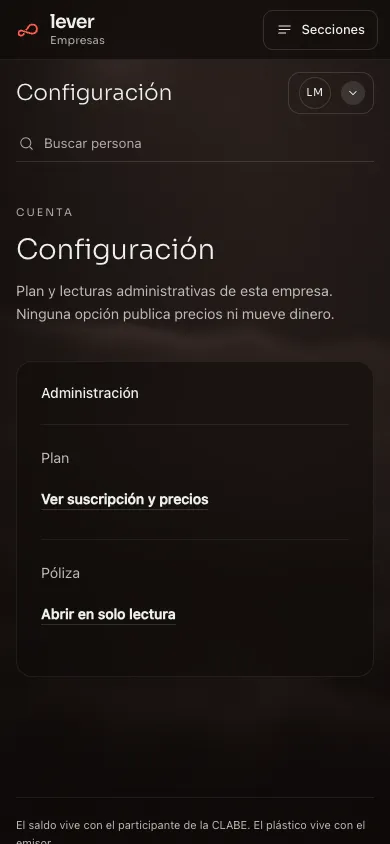 lever
Empresas
Secciones
Configuración
LM
Buscar persona
CUENTA
Configuración
Plan y lecturas administrativas de esta empresa.
Ninguna opción publica precios ni mueve dinero.
Administración
Plan
Ver suscripción y precios
Póliza
Abrir en solo lectura
El saldo vive con el participante de la CLABE. El plástico vive con el
emisor.